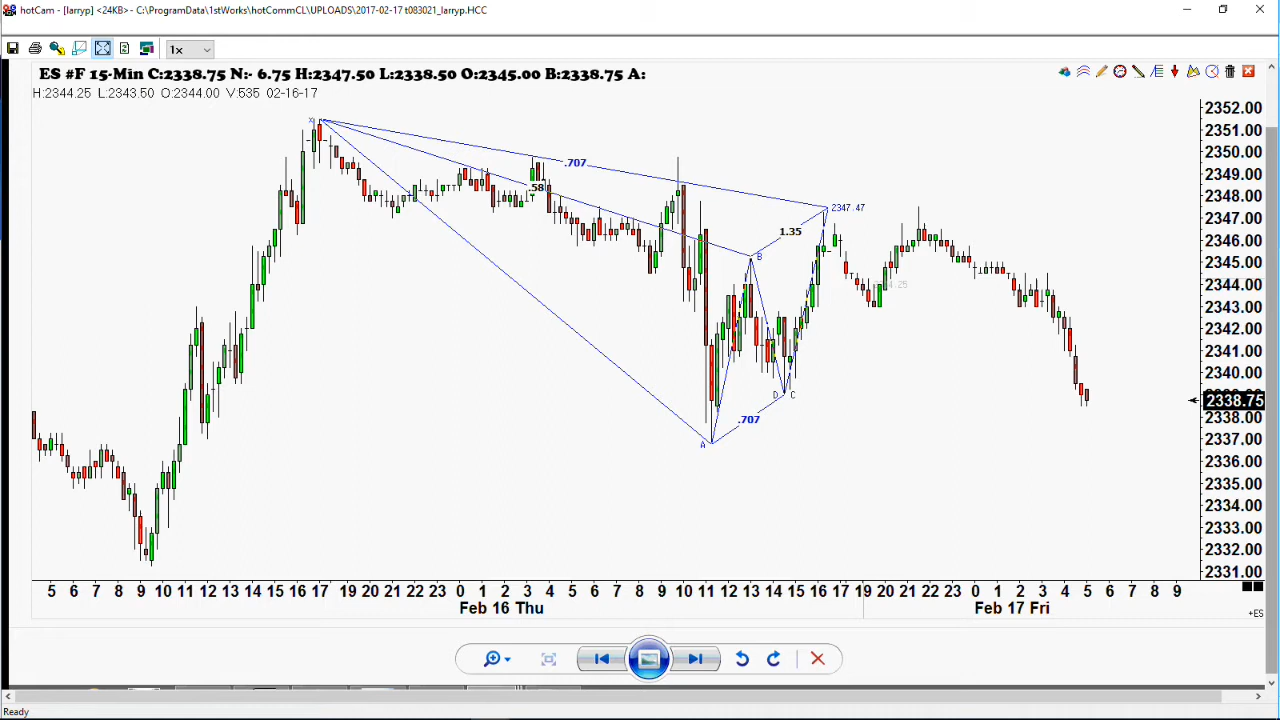 hotCam - [larryp] <24KB> - C:\ProgramData\1stWorks\hotCommCL\UPLOADS\2017-02-17 t083021_larryp.HCC
1x
ES #F 15-Min C:2338.75 N:- 6.75 H:2347.50 L:2338.50 O:2345.00 B:2338.75 A:
H:2344.25 L:2343.50 O:2344.00 V:535 02-16-17
2352.00
2351.00
2350.00
2349.00
2348.00
2347.00
2346.00
2345.00
2344.00
2343.00
2342.00
2341.00
2340.00
2338.75
2338.00
2337.00
2336.00
2335.00
2334.00
2333.00
2332.00
2331.00
X
.707
.58
2347.47
1.35
B
D C
.707
A
5 6 7 8 9 10 11 12 13 14 15 16 17 18 19 20 21 22 23 0 1 2 3 4 5 6 7 8 9 10 11 12 13 14 15 16 17 18 19 20 21 22 23 0 1 2 3 4 5 6 7 8 9
Feb 16 Thu Feb 17 Fri
+ES
Ready